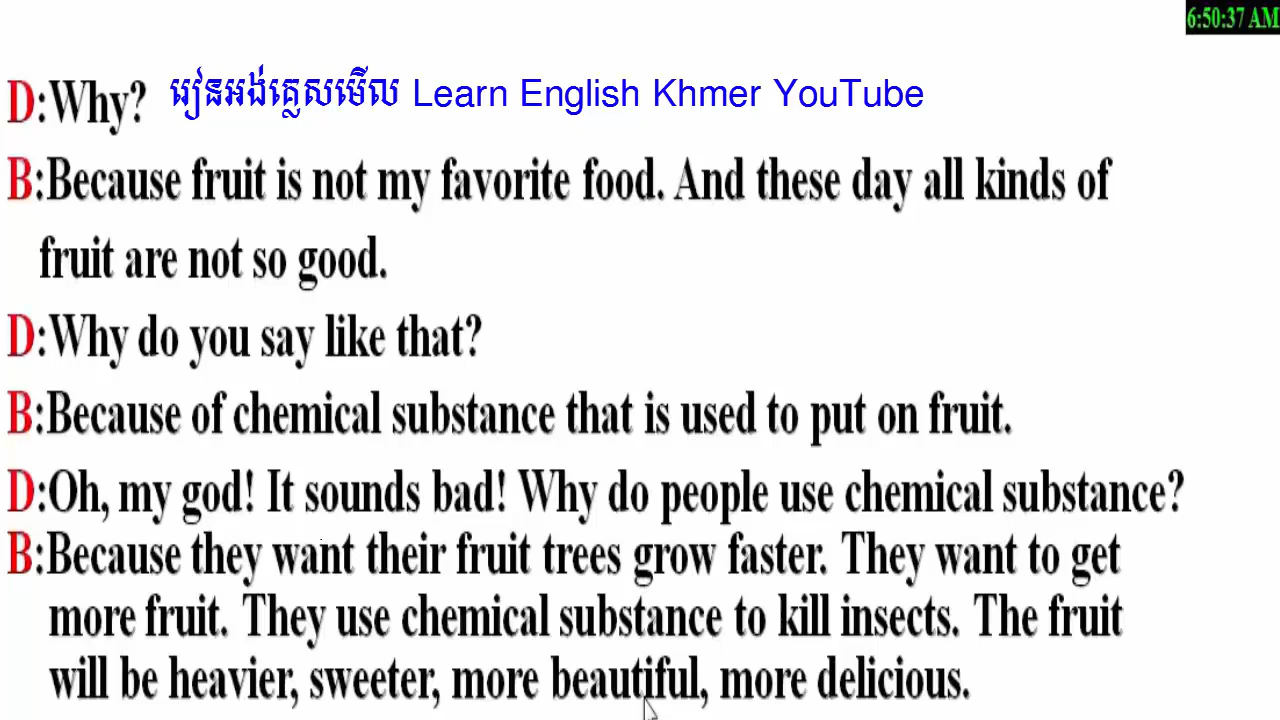 6:50:37 AM
D:Why? រៀនអង់គ្លេសមើល Learn English Khmer YouTube
B:Because fruit is not my favorite food. And these day all kinds of
fruit are not so good.
D:Why do you say like that?
B:Because of chemical substance that is used to put on fruit.
D:Oh, my god! It sounds bad! Why do people use chemical substance?
B:Because they want their fruit trees grow faster. They want to get
more fruit. They use chemical substance to kill insects. The fruit
will be heavier, sweeter, more beautiful, more delicious.